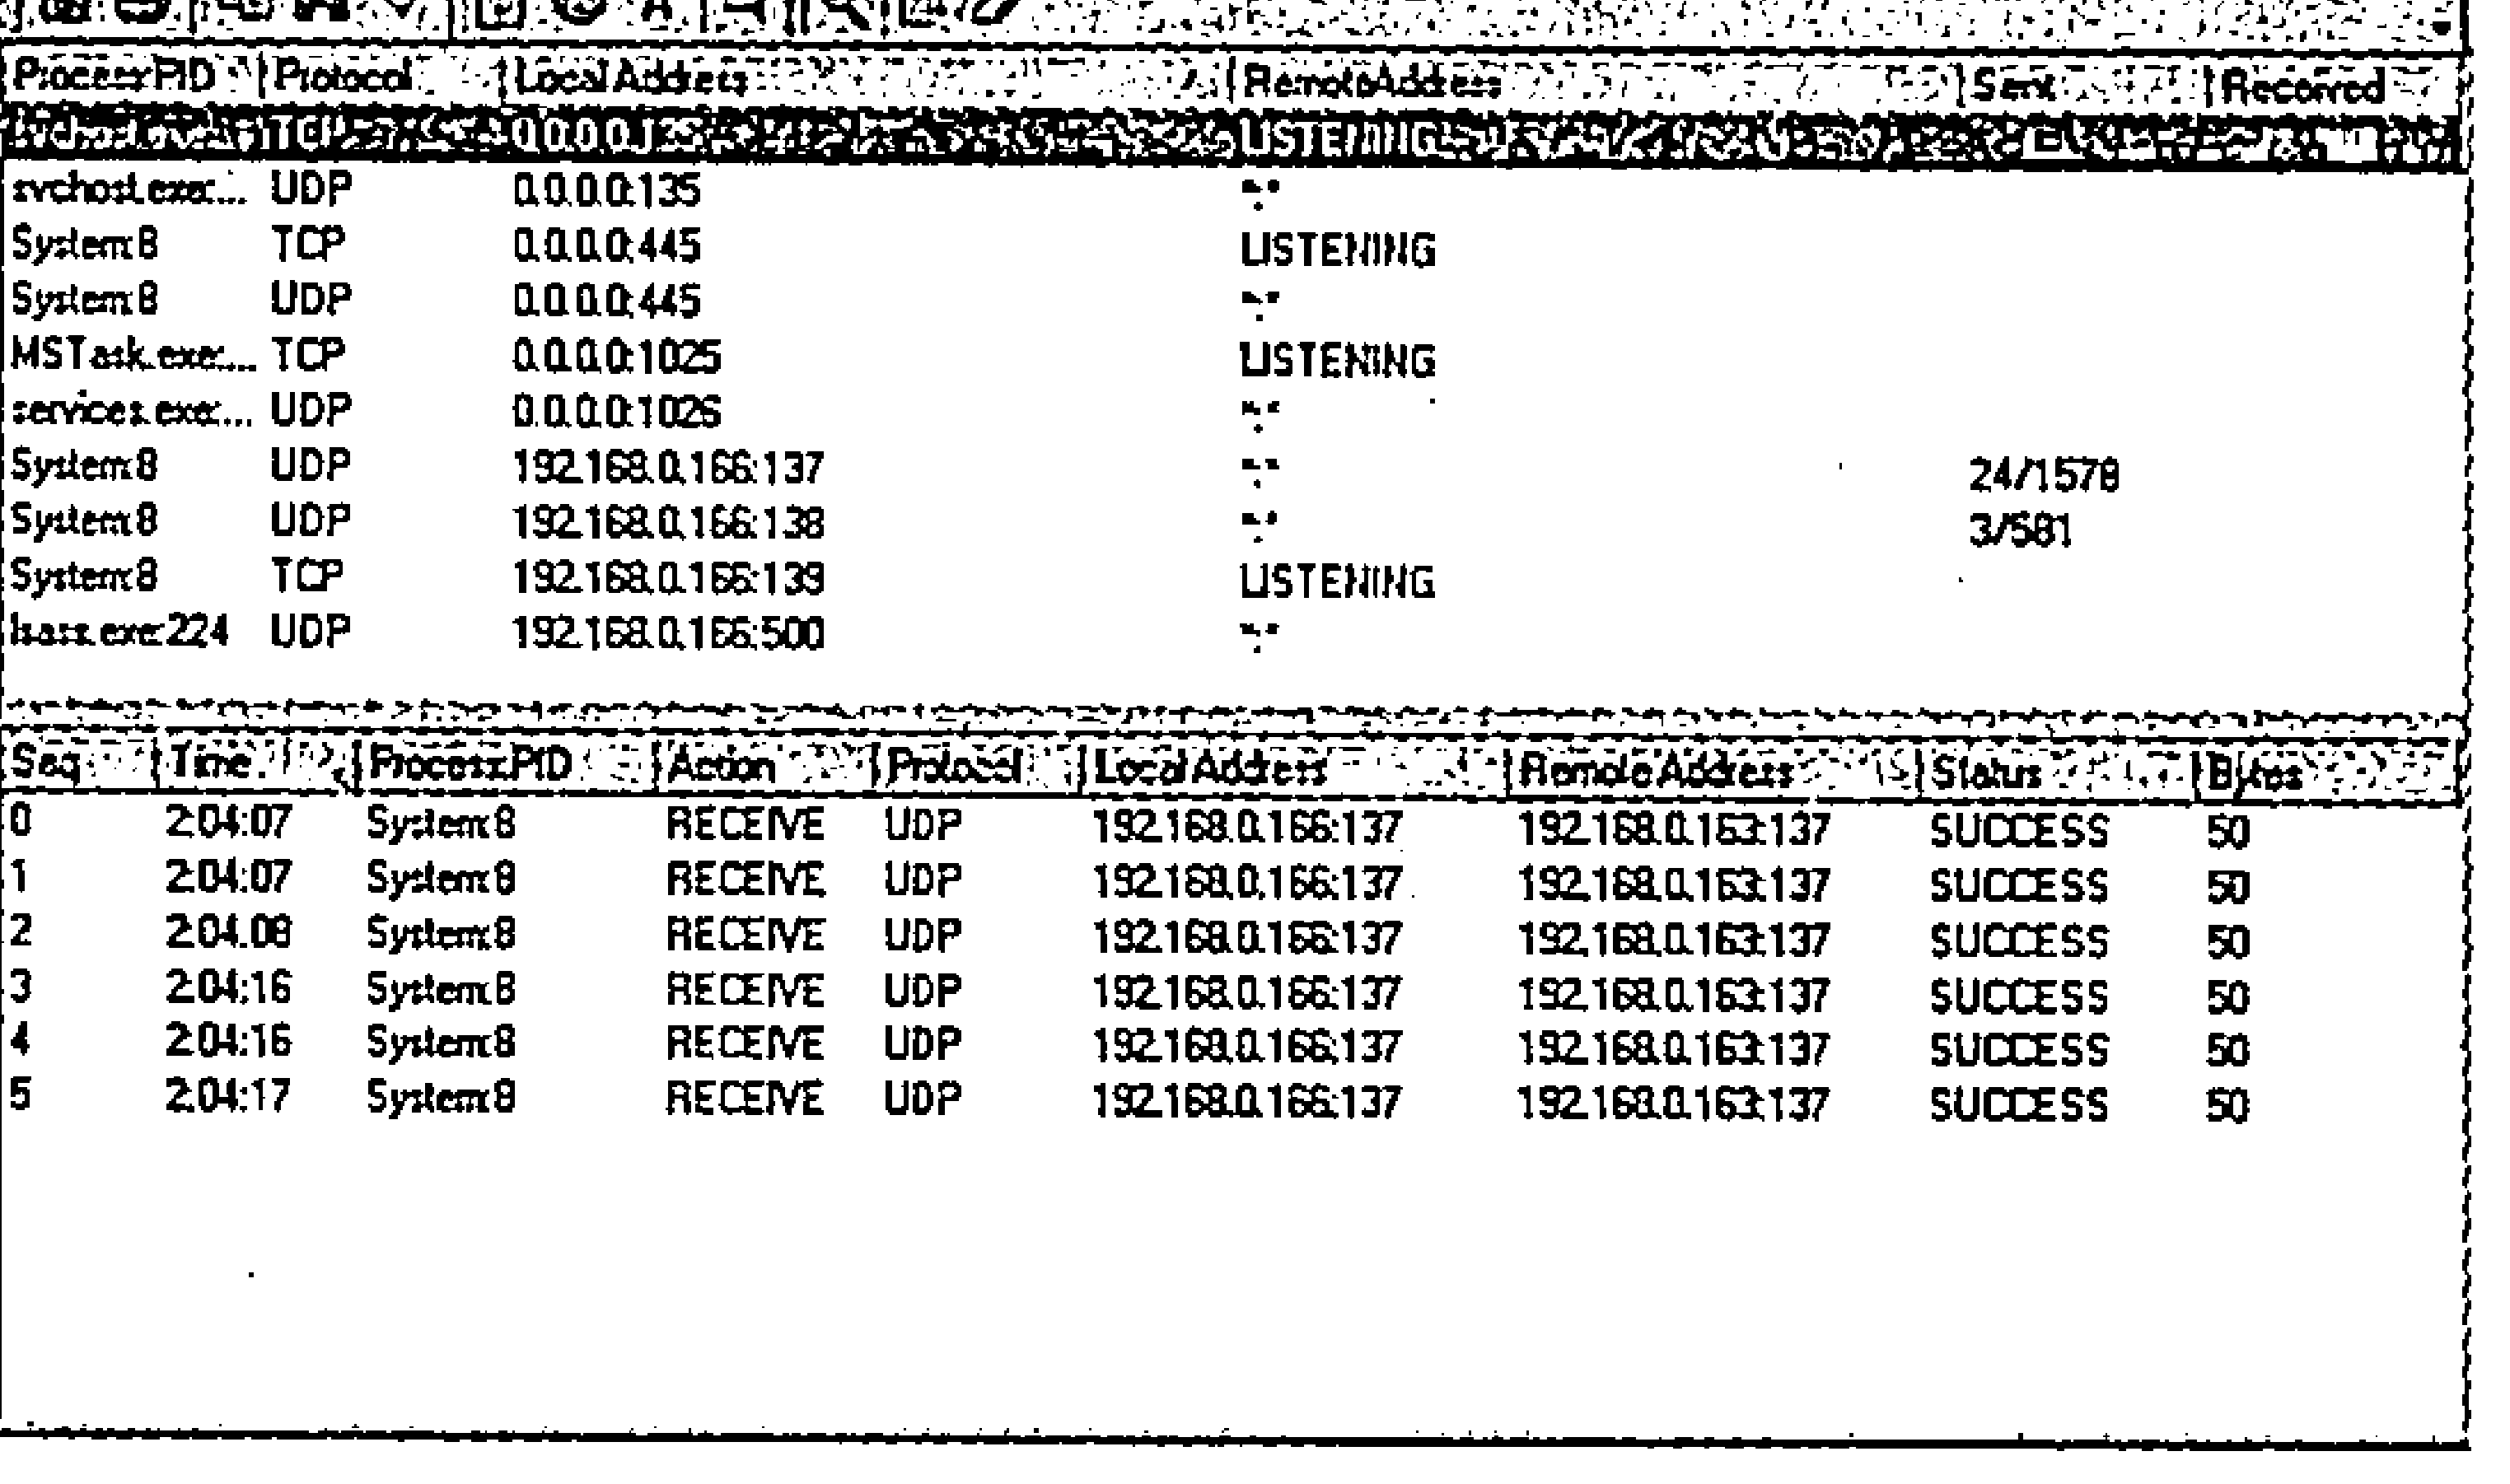 Process:PID Protocol Local Address Remote Address Sent Received
TCP 0.0.0.0:135 LISTENING
svchost.exe:... UDP 0.0.0.0:135 *:*
System:8 TCP 0.0.0.0:445 LISTENING
System:8 UDP 0.0.0.0:445 *:*
MSTask.exe:... TCP 0.0.0.0:1025 LISTENING
services.exe:... UDP 0.0.0.0:1026 *:*
System:8 UDP 192.168.0.166:137 *:* 24/1578
System:8 UDP 192.168.0.166:138 *:* 3/581
System:8 TCP 192.168.0.166:139 LISTENING
lsass.exe:224 UDP 192.168.0.166:500 *:*
Seq Time Process:PID Action Protocol Local Address Remote Address Status Bytes
0 2:04:07 System:8 RECEIVE UDP 192.168.0.166:137 192.168.0.163:137 SUCCESS 50
1 2:04:07 System:8 RECEIVE UDP 192.168.0.166:137 192.168.0.163:137 SUCCESS 50
2 2:04:08 System:8 RECEIVE UDP 192.168.0.166:137 192.168.0.163:137 SUCCESS 50
3 2:04:16 System:8 RECEIVE UDP 192.168.0.166:137 192.168.0.163:137 SUCCESS 50
4 2:04:16 System:8 RECEIVE UDP 192.168.0.166:137 192.168.0.163:137 SUCCESS 50
5 2:04:17 System:8 RECEIVE UDP 192.168.0.166:137 192.168.0.163:137 SUCCESS 50